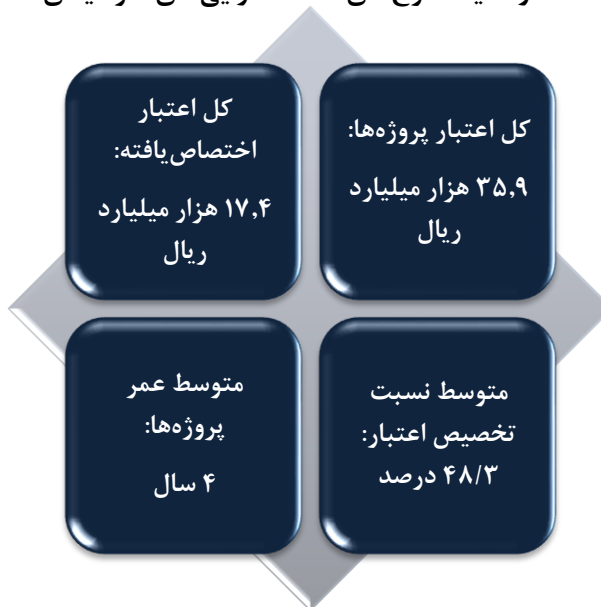 کل اعتبار پروژه‌ها:
۳۵,۹ هزار میلیارد
ریال
کل اعتبار
اختصاص‌یافته:
۱۷,۴ هزار میلیارد
ریال
متوسط نسبت
تخصیص اعتبار:
۴۸/۳ درصد
متوسط عمر
پروژه‌ها:
۴ سال